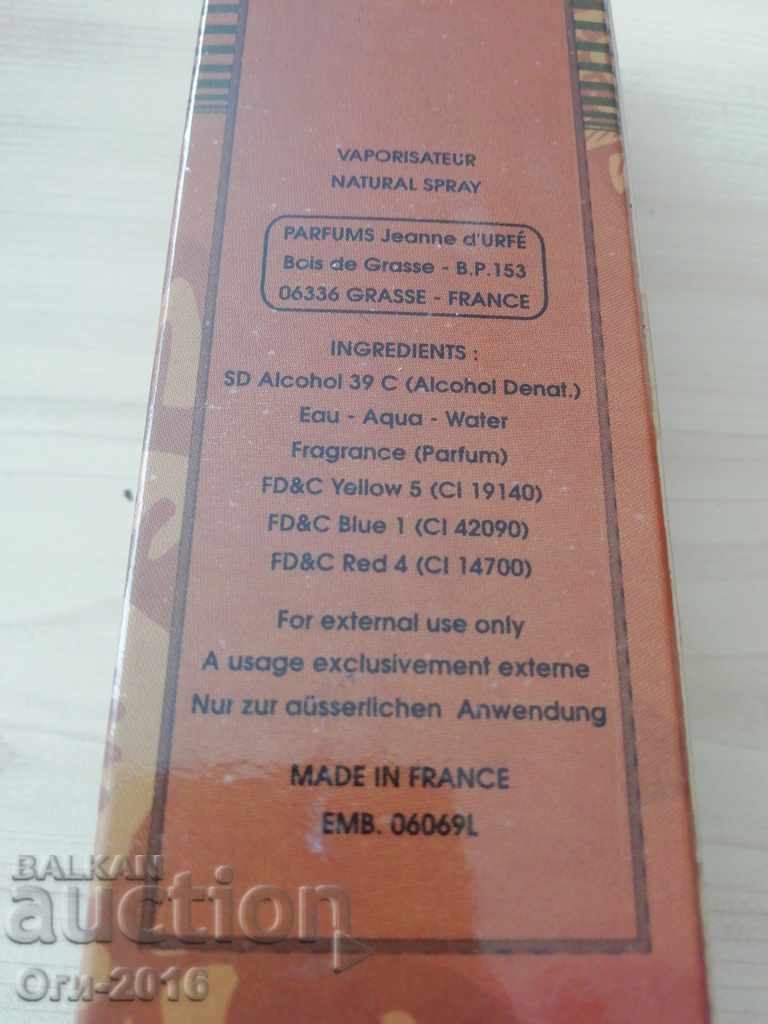 VAPORISATEUR
NATURAL SPRAY
PARFUMS Jeanne d'URFÉ
Bois de Grasse - B.P.153
06336 GRASSE - FRANCE
INGREDIENTS :
SD Alcohol 39 C (Alcohol Denat.)
Eau - Aqua - Water
Fragrance (Parfum)
FD&C Yellow 5 (CI 19140)
FD&C Blue 1 (CI 42090)
FD&C Red 4 (CI 14700)
For external use only
A usage exclusivement externe
Nur zur aüsserlichen Anwendung
MADE IN FRANCE
EMB. 06069L
BALKAN
auction
Оги-2016